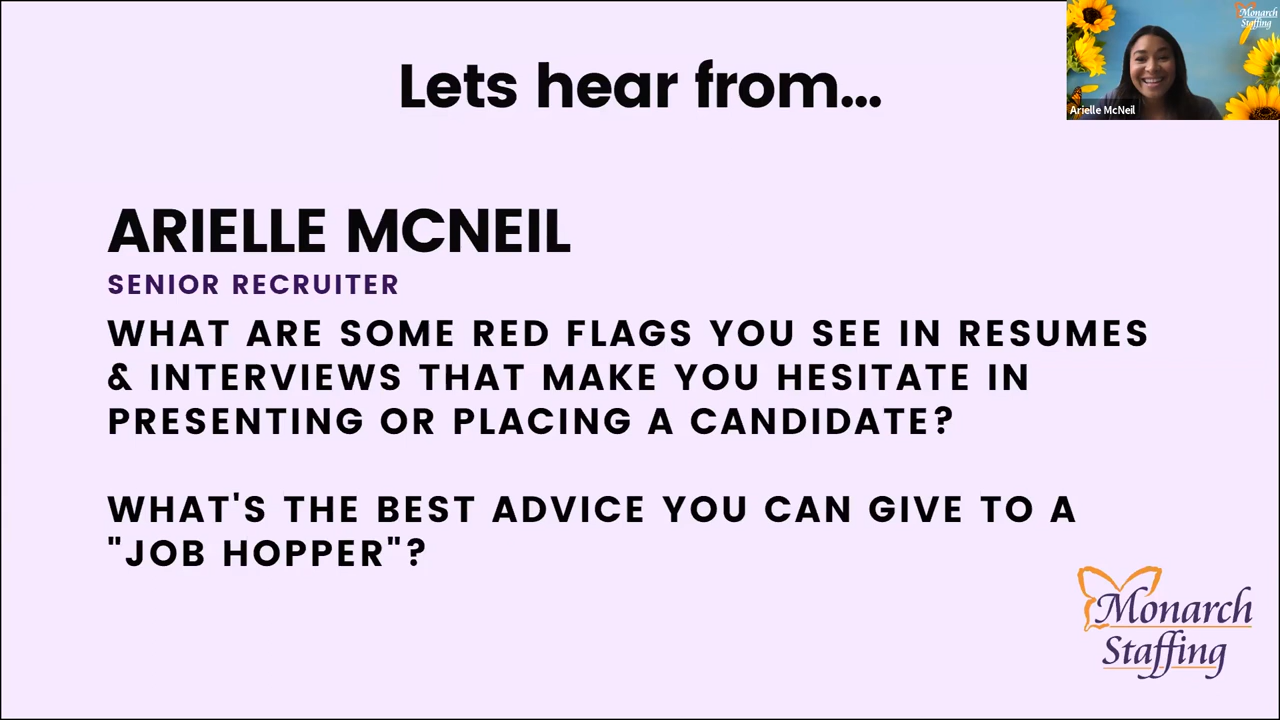 Lets hear from...
Monarch
Staffing
Arielle McNeil
ARIELLE MCNEIL
SENIOR RECRUITER
WHAT ARE SOME RED FLAGS YOU SEE IN RESUMES
& INTERVIEWS THAT MAKE YOU HESITATE IN
PRESENTING OR PLACING A CANDIDATE?
WHAT'S THE BEST ADVICE YOU CAN GIVE TO A
"JOB HOPPER"?
Monarch
Staffing